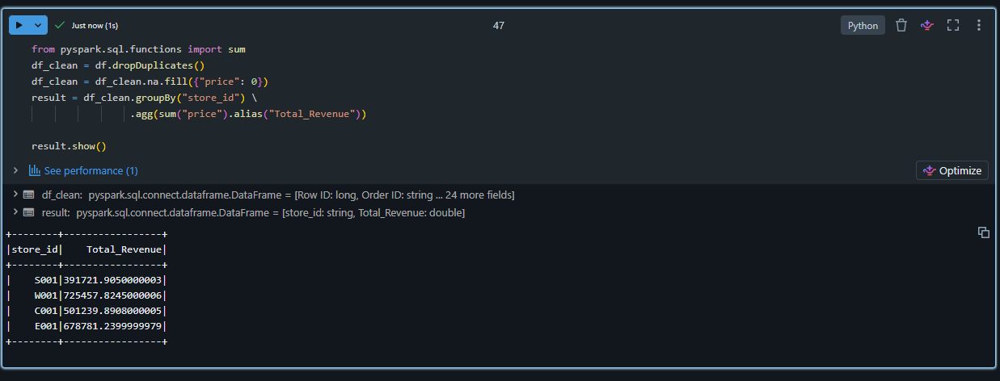 Just now (1s)
47
Python
from pyspark.sql.functions import sum
df_clean = df.dropDuplicates()
df_clean = df_clean.na.fill({"price": 0})
result = df_clean.groupBy("store_id") \
.agg(sum("price").alias("Total_Revenue"))
result.show()
See performance (1)
Optimize
df_clean: pyspark.sql.connect.dataframe.DataFrame = [Row ID: long, Order ID: string ... 24 more fields]
result: pyspark.sql.connect.dataframe.DataFrame = [store_id: string, Total_Revenue: double]
+--------+-----------------+
|store_id|    Total_Revenue|
+--------+-----------------+
|    S001|391721.9050000003|
|    W001|725457.8245000006|
|    C001|501239.8908000005|
|    E001|678781.2399999979|
+--------+-----------------+